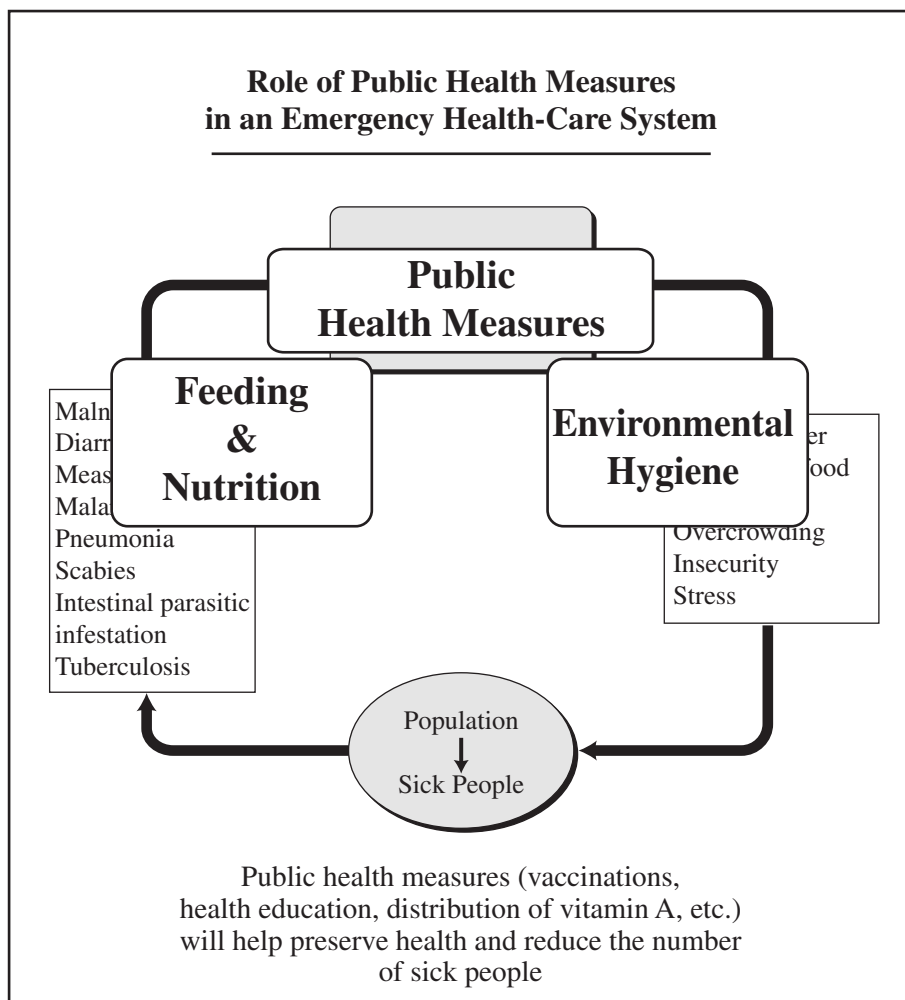 Role of Public Health Measures
in an Emergency Health-Care System
Public
Health Measures
Feeding
&
Nutrition
Environmental
Hygiene
Pneumonia
Scabies
Intestinal parasitic
infestation
Tuberculosis
food
Overcrowding
Insecurity
Stress
Population
Sick People
Public health measures (vaccinations,
health education, distribution of vitamin A, etc.)
will help preserve health and reduce the number
of sick people